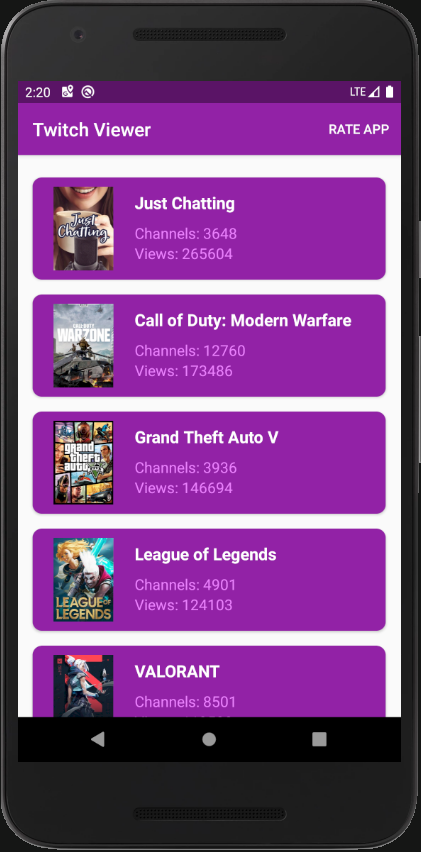 2:20
LTE
Twitch Viewer
RATE APP
Just
Chatting
Just Chatting
Channels: 3648
Views: 265604
CALL OF DUTY
WARZONE
Call of Duty: Modern Warfare
Channels: 12760
Views: 173486
grand
theft
auto
V
Grand Theft Auto V
Channels: 3936
Views: 146694
LEAGUE OF
LEGENDS
League of Legends
Channels: 4901
Views: 124103
VALORANT
Channels: 8501